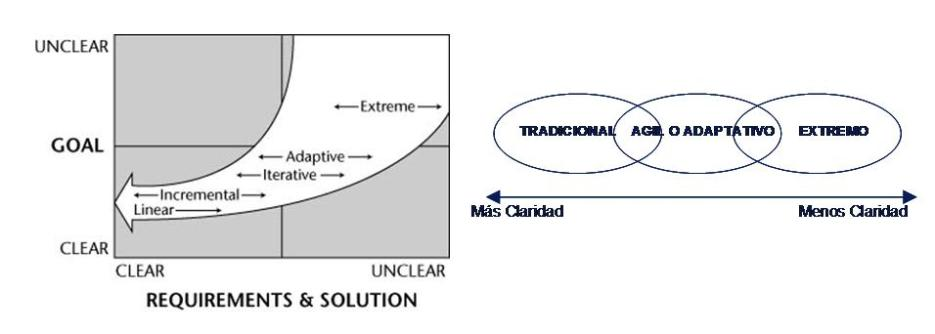 UNCLEAR
GOAL
CLEAR
Extreme
Adaptive
Iterative
Incremental
Linear
CLEAR UNCLEAR
REQUIREMENTS & SOLUTION
TRADICIONAL AGIL O ADAPTATIVO EXTREMO
Más Claridad Menos Claridad